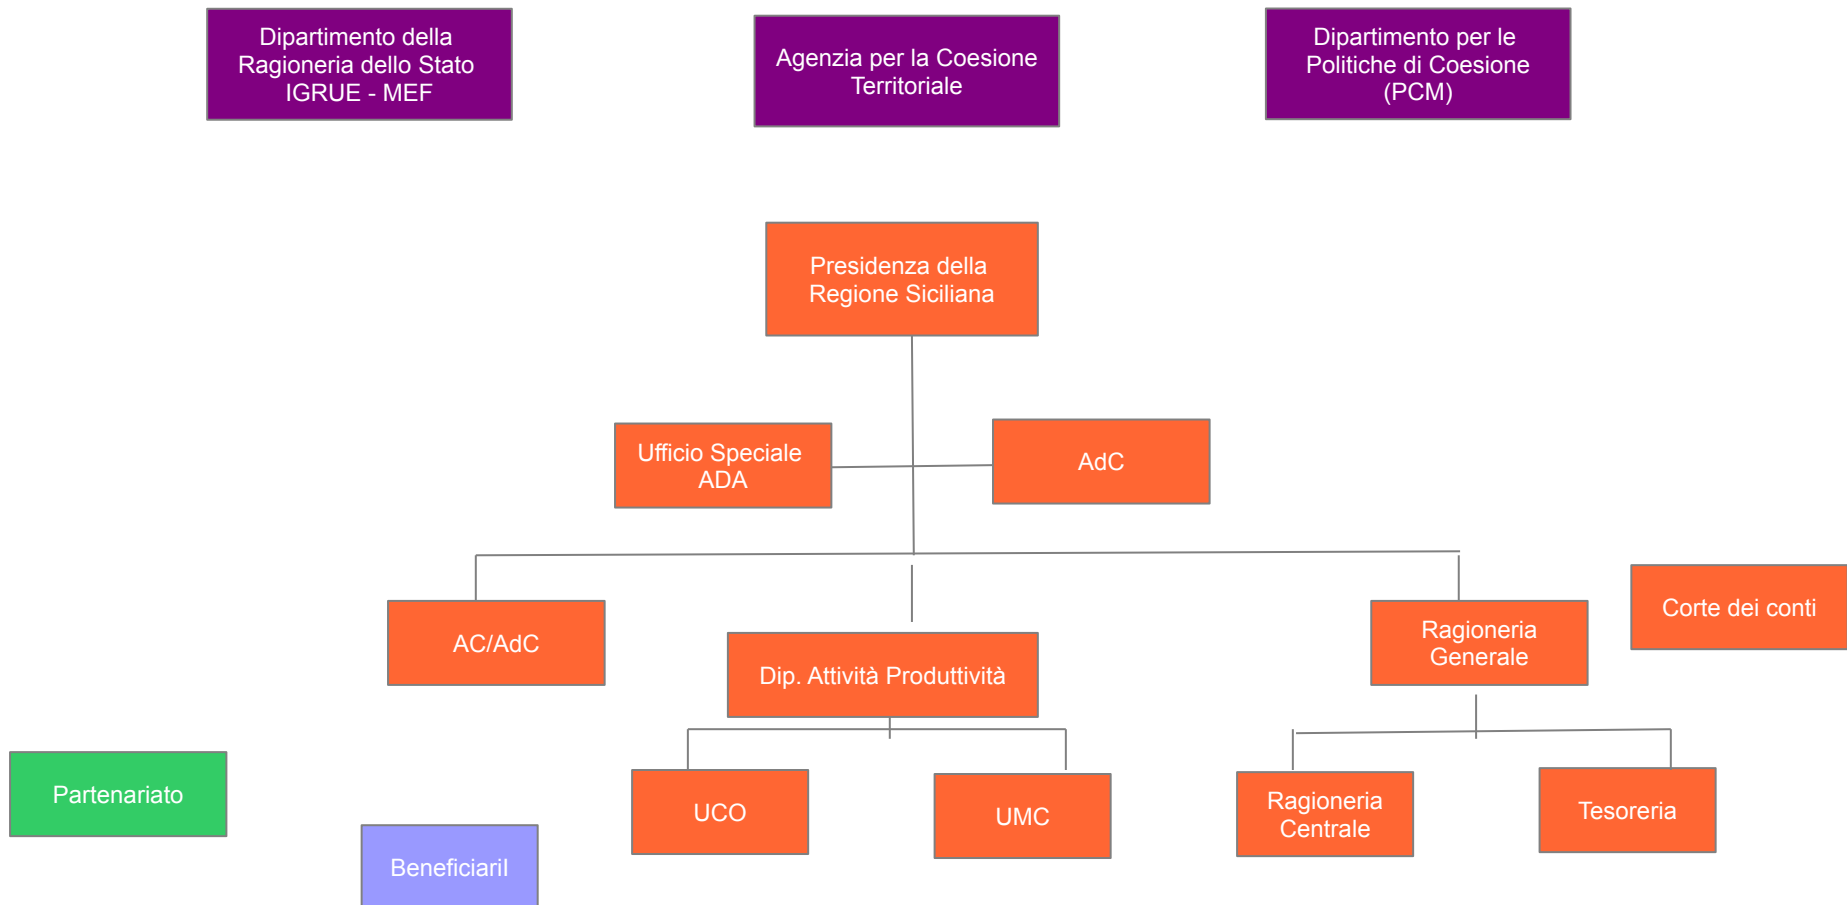 Dipartimento della
Ragioneria dello Stato
IGRUE - MEF
Agenzia per la Coesione
Territoriale
Dipartimento per le
Politiche di Coesione
(PCM)
Presidenza della
Regione Siciliana
Ufficio Speciale
ADA
AdC
AC/AdC
Dip. Attività Produttività
Ragioneria
Generale
Corte dei conti
Partenariato
Beneficiaril
UCO
UMC
Ragioneria
Centrale
Tesoreria